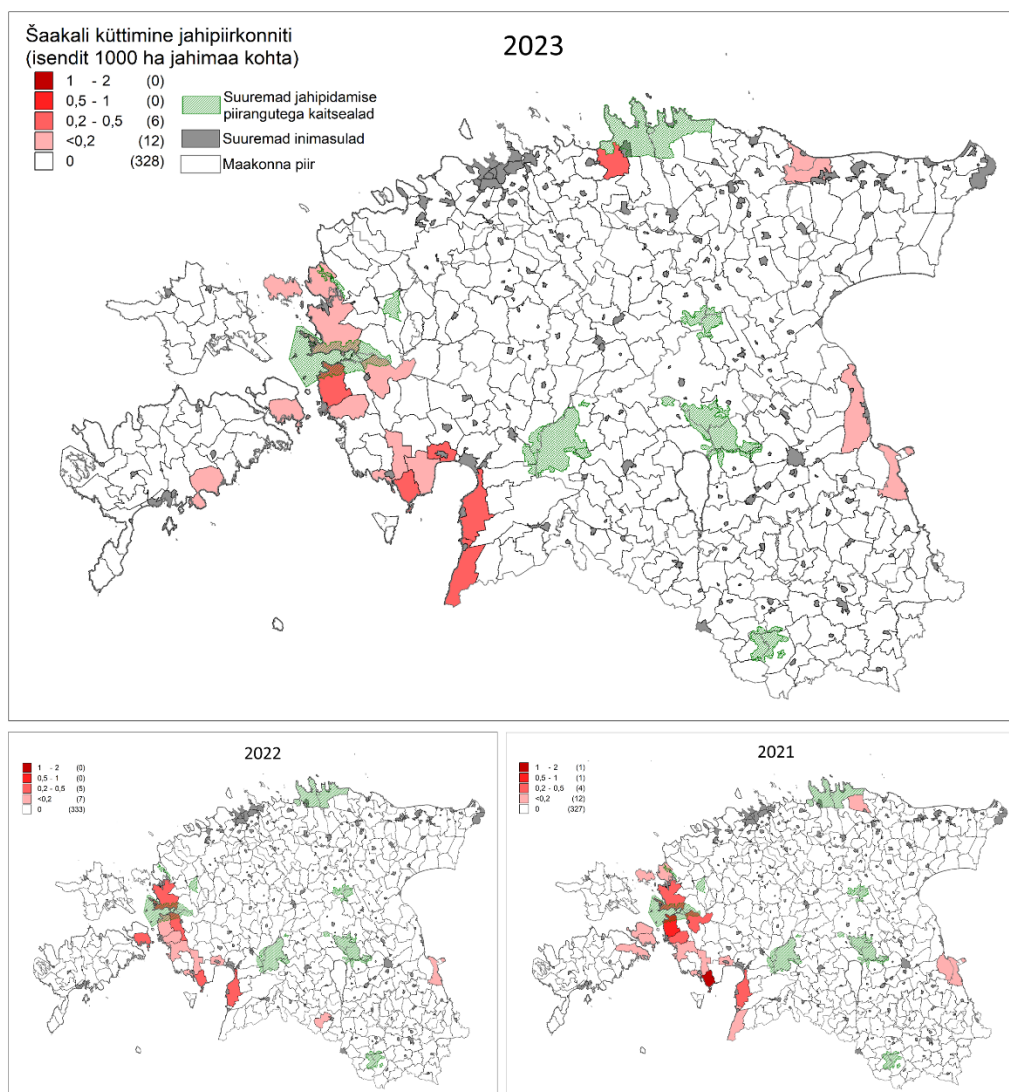 Šaakali küttimine jahipiirkonniti
(isendit 1000 ha jahimaa kohta)
1 - 2 (0)
0,5 - 1 (0)
0,2 - 0,5 (6)
<0,2 (12)
0 (328)
Suuremad jahipidamise
piirangutega kaitsealad
Suuremad inimasulad
Maakonna piir
2023
2022
1 - 2 (0)
0,5 - 1 (0)
0,2 - 0,5 (5)
<0,2 (7)
0 (333)
2021
1 - 2 (1)
0,5 - 1 (1)
0,2 - 0,5 (4)
<0,2 (12)
0 (327)